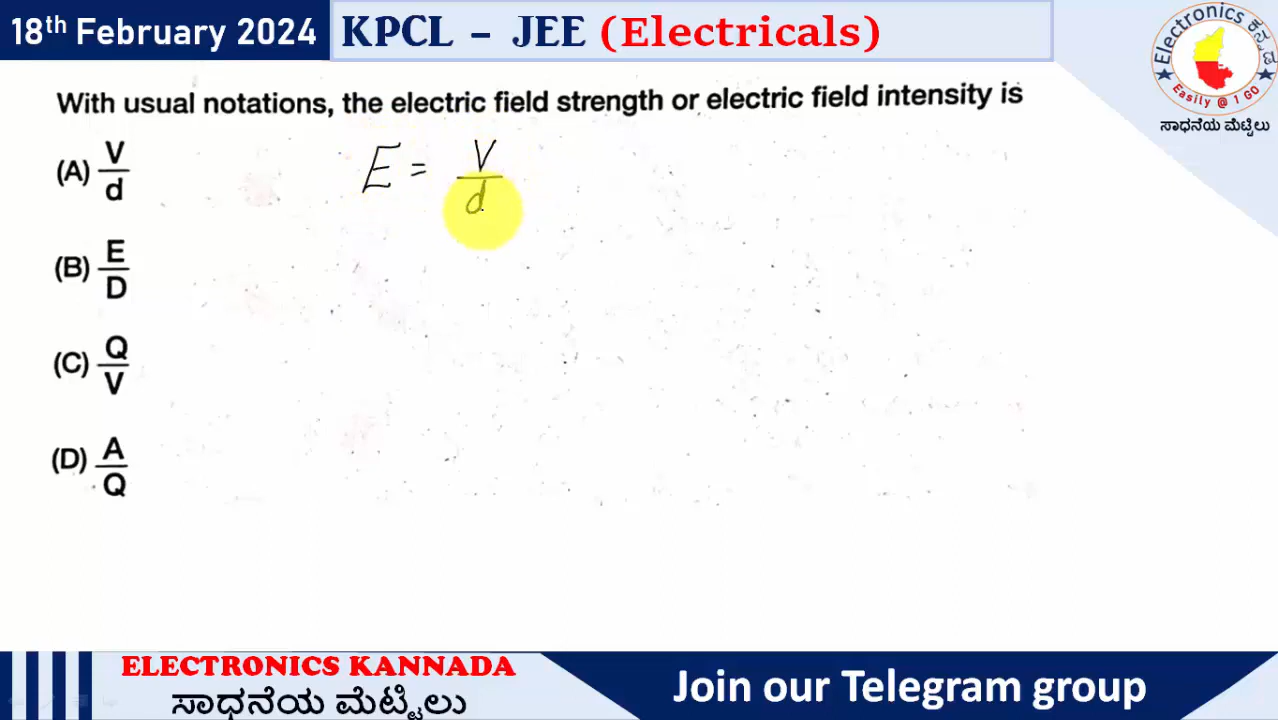 18th February 2024
KPCL – JEE (Electricals)
Electronics ಕನ್ನಡ
Easily @ 1 GO
ಸಾಧನೆಯ ಮೆಟ್ಟಿಲು
With usual notations, the electric field strength or electric field intensity is
(A) V/d
E = V/d
(B) E/D
(C) Q/V
(D) A/Q
ELECTRONICS KANNADA
ಸಾಧನೆಯ ಮೆಟ್ಟಿಲು
Join our Telegram group